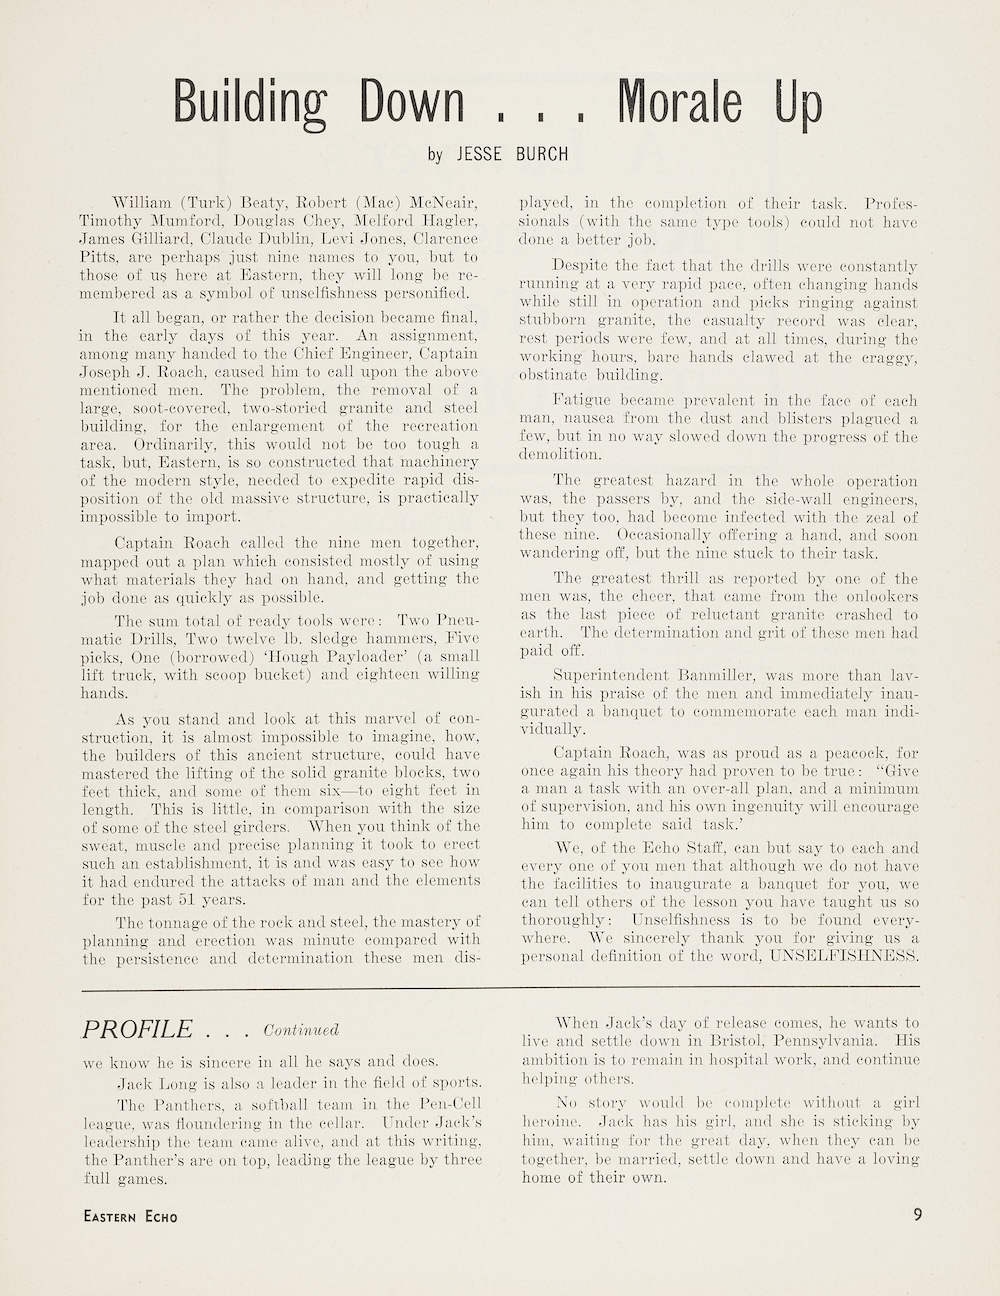 Building Down . . . Morale Up
by JESSE BURCH
William (Turk) Beaty, Robert (Mac) McNeair,
Timothy Mumford, Douglas Chey, Melford Hagler,
James Gilliard, Claude Dublin, Levi Jones, Clarence
Pitts, are perhaps just nine names to you, but to
those of us here at Eastern, they will long be re-
membered as a symbol of unselfishness personified.
It all began, or rather the decision became final,
in the early days of this year. An assignment,
among many handed to the Chief Engineer, Captain
Joseph J. Roach, caused him to call upon the above
mentioned men. The problem, the removal of a
large, soot-covered, two-storied granite and steel
building, for the enlargement of the recreation
area. Ordinarily, this would not be too tough a
task, but, Eastern, is so constructed that machinery
of the modern style, needed to expedite rapid dis-
position of the old massive structure, is practically
impossible to import.
Captain Roach called the nine men together,
mapped out a plan which consisted mostly of using
what materials they had on hand, and getting the
job done as quickly as possible.
The sum total of ready tools were: Two Pneu-
matic Drills, Two twelve lb. sledge hammers, Five
picks, One (borrowed) ‘Hough Payloader’ (a small
lift truck, with scoop bucket) and eighteen willing
hands.
As you stand and look at this marvel of con-
struction, it is almost impossible to imagine, how,
the builders of this ancient structure, could have
mastered the lifting of the solid granite blocks, two
feet thick, and some of them six—to eight feet in
length. This is little, in comparison with the size
of some of the steel girders. When you think of the
sweat, muscle and precise planning it took to erect
such an establishment, it is and was easy to see how
it had endured the attacks of man and the elements
for the past 51 years.
The tonnage of the rock and steel, the mastery of
planning and erection was minute compared with
the persistence and determination these men dis-
played, in the completion of their task. Profes-
sionals (with the same type tools) could not have
done a better job.
Despite the fact that the drills were constantly
running at a very rapid pace, often changing hands
while still in operation and picks ringing against
stubborn granite, the casualty record was clear,
rest periods were few, and at all times, during the
working hours, bare hands clawed at the craggy,
obstinate building.
Fatigue became prevalent in the face of each
man, nausea from the dust and blisters plagued a
few, but in no way slowed down the progress of the
demolition.
The greatest hazard in the whole operation
was, the passers by, and the side-wall engineers,
but they too, had become infected with the zeal of
these nine. Occasionally offering a hand, and soon
wandering off, but the nine stuck to their task.
The greatest thrill as reported by one of the
men was, the cheer, that came from the onlookers
as the last piece of reluctant granite crashed to
earth. The determination and grit of these men had
paid off.
Superintendent Banmiller, was more than lav-
ish in his praise of the men and immediately inau-
gurated a banquet to commemorate each man indi-
vidually.
Captain Roach, was as proud as a peacock, for
once again his theory had proven to be true: “Give
a man a task with an over-all plan, and a minimum
of supervision, and his own ingenuity will encourage
him to complete said task.’
We, of the Echo Staff, can but say to each and
every one of you men that although we do not have
the facilities to inaugurate a banquet for you, we
can tell others of the lesson you have taught us so
thoroughly: Unselfishness is to be found every-
where. We sincerely thank you for giving us a
personal definition of the word, UNSELFISHNESS.
PROFILE . . . Continued
we know he is sincere in all he says and does.
Jack Long is also a leader in the field of sports.
The Panthers, a softball team in the Pen-Cell
league, was floundering in the cellar. Under Jack’s
leadership the team came alive, and at this writing,
the Panther’s are on top, leading the league by three
full games.
When Jack’s day of release comes, he wants to
live and settle down in Bristol, Pennsylvania. His
ambition is to remain in hospital work, and continue
helping others.
No story would be complete without a girl
heroine. Jack has his girl, and she is sticking by
him, waiting for the great day, when they can be
together, be married, settle down and have a loving
home of their own.
EASTERN ECHO
9